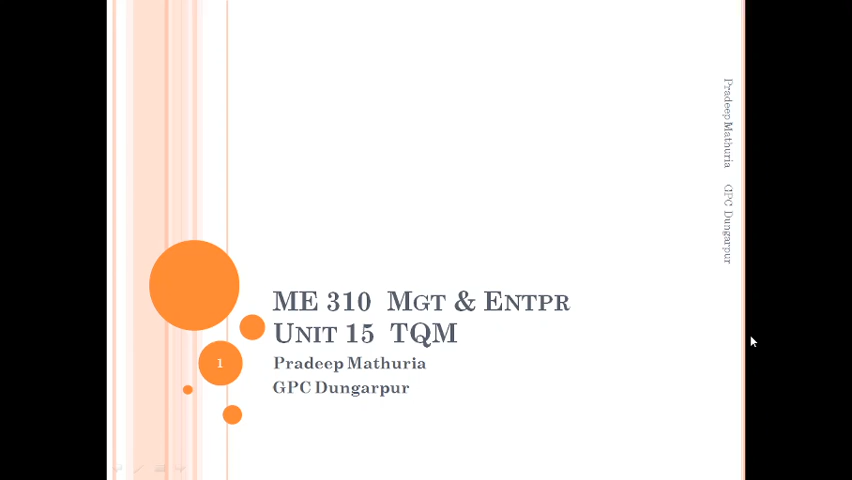 ME 310 MGT & ENTPR
UNIT 15 TQM
Pradeep Mathuria
GPC Dungarpur
1
Pradeep Mathuria GPC Dungarpur